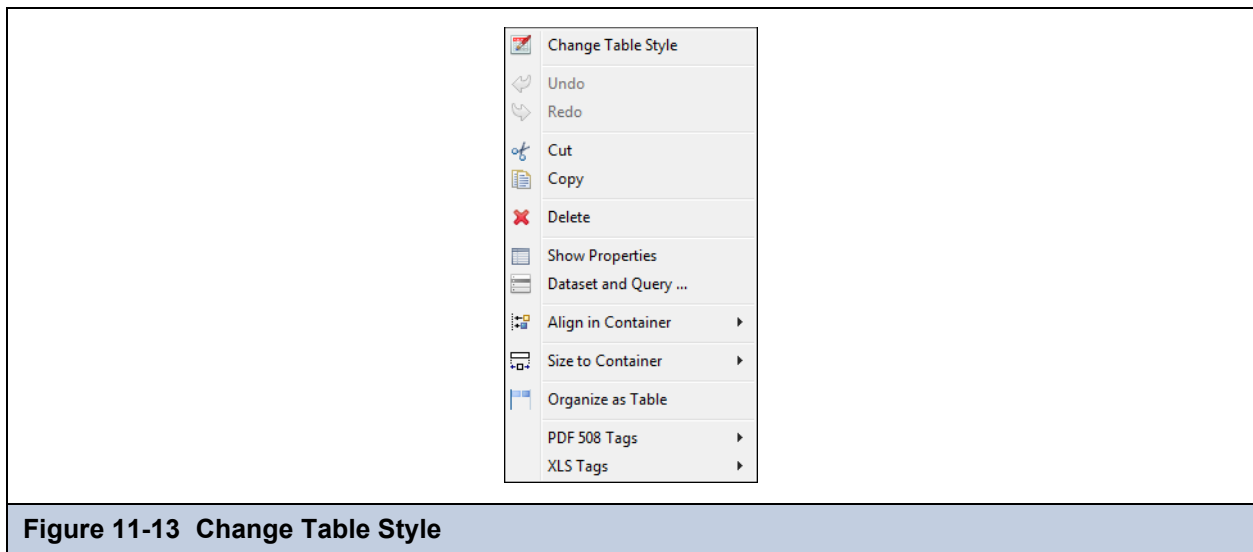 Change Table Style
Undo
Redo
Cut
Copy
Delete
Show Properties
Dataset and Query ...
Align in Container
Size to Container
Organize as Table
PDF 508 Tags
XLS Tags
Figure 11-13 Change Table Style